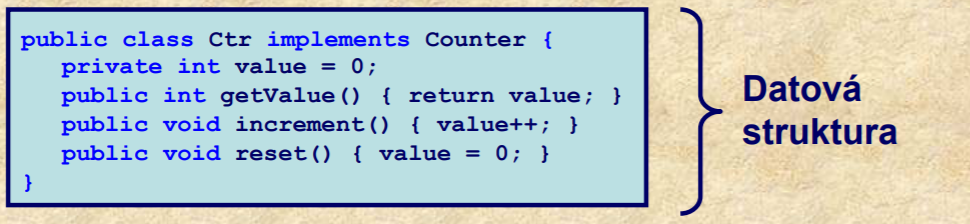 public class Ctr implements Counter {
   private int value = 0;
   public int getValue() { return value; }
   public void increment() { value++; }
   public void reset() { value = 0; }
}
Datová
struktura